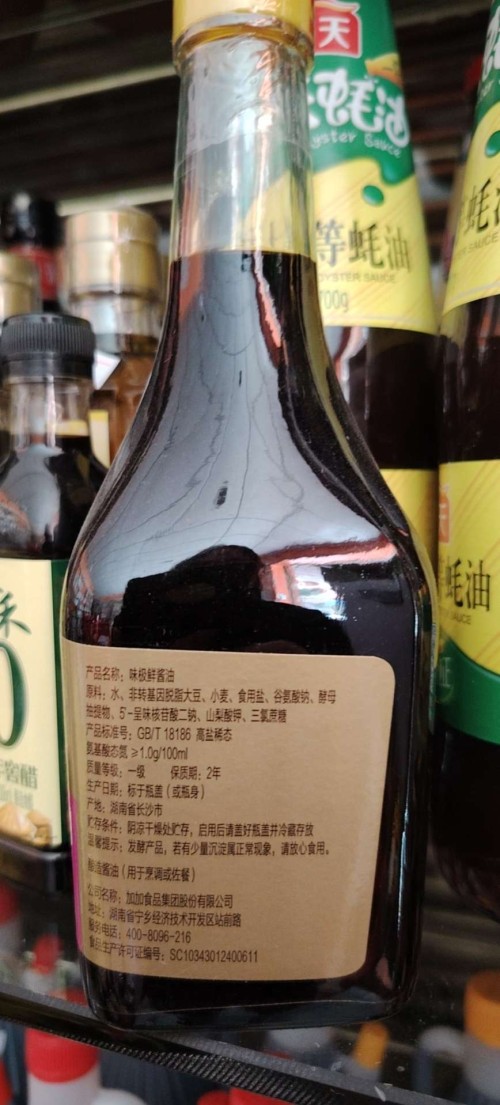 天
蚝油
yster Sauce
等蚝油
OYSTER SAUCE
700g
蚝油
产品名称：味极鲜酱油
原料：水、非转基因脱脂大豆、小麦、食用盐、谷氨酸钠、酵母
抽提物、5'-呈味核苷酸二钠、山梨酸钾、三氯蔗糖
产品标准号：GB/T 18186 高盐稀态
氨基酸态氮≥1.0g/100ml
质量等级：一级 保质期：2年
生产日期：标于瓶盖（或瓶身）
产地：湖南省长沙市
贮存条件：阴凉干燥处贮存，启用后请盖好瓶盖并冷藏存放
温馨提示：发酵产品，若有少量沉淀属正常现象，请放心食用。
酿造酱油（用于烹调或佐餐）
公司名称：加加食品集团股份有限公司
地址：湖南省宁乡经济技术开发区站前路
服务电话：400-8096-216
食品生产许可证编号：SC10343012400611